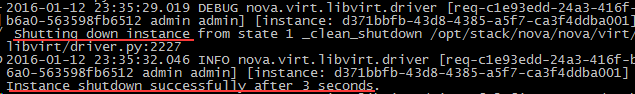 2016-01-12 23:35:29.019 DEBUG nova.virt.libvirt.driver [req-c1e93edd-24a3-416f-
b6a0-563598fb6512 admin admin] [instance: d371bbfb-43d8-4385-a5f7-ca3f4ddba001]
Shutting down instance from state 1 _clean_shutdown /opt/stack/nova/nova/virt/
libvirt/driver.py:2227
2016-01-12 23:35:32.046 INFO nova.virt.libvirt.driver [req-c1e93edd-24a3-416f-b
6a0-563598fb6512 admin admin] [instance: d371bbfb-43d8-4385-a5f7-ca3f4ddba001]
Instance shutdown successfully after 3 seconds.